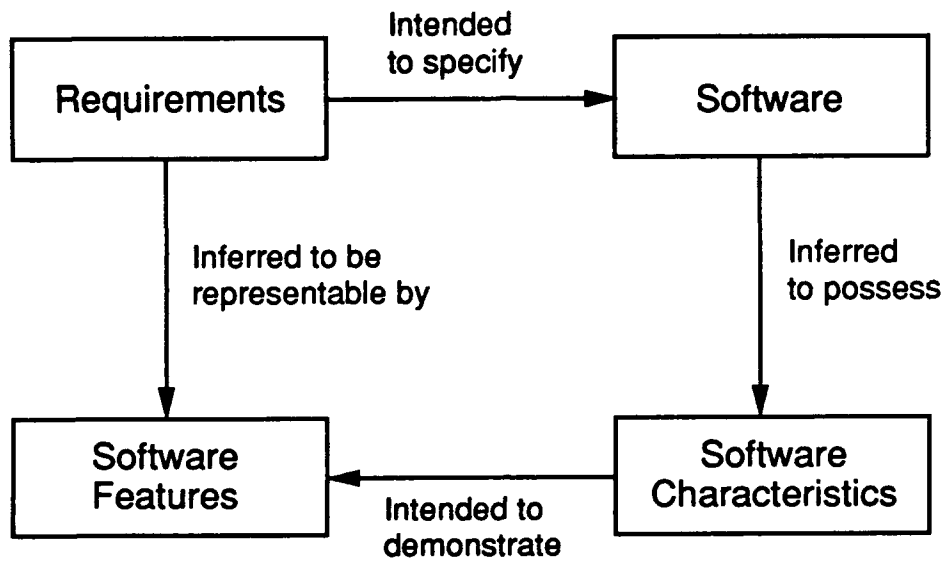 Intended
to specify
Requirements
Software
Inferred to be
representable by
Inferred
to possess
Software
Features
Software
Characteristics
Intended to
demonstrate